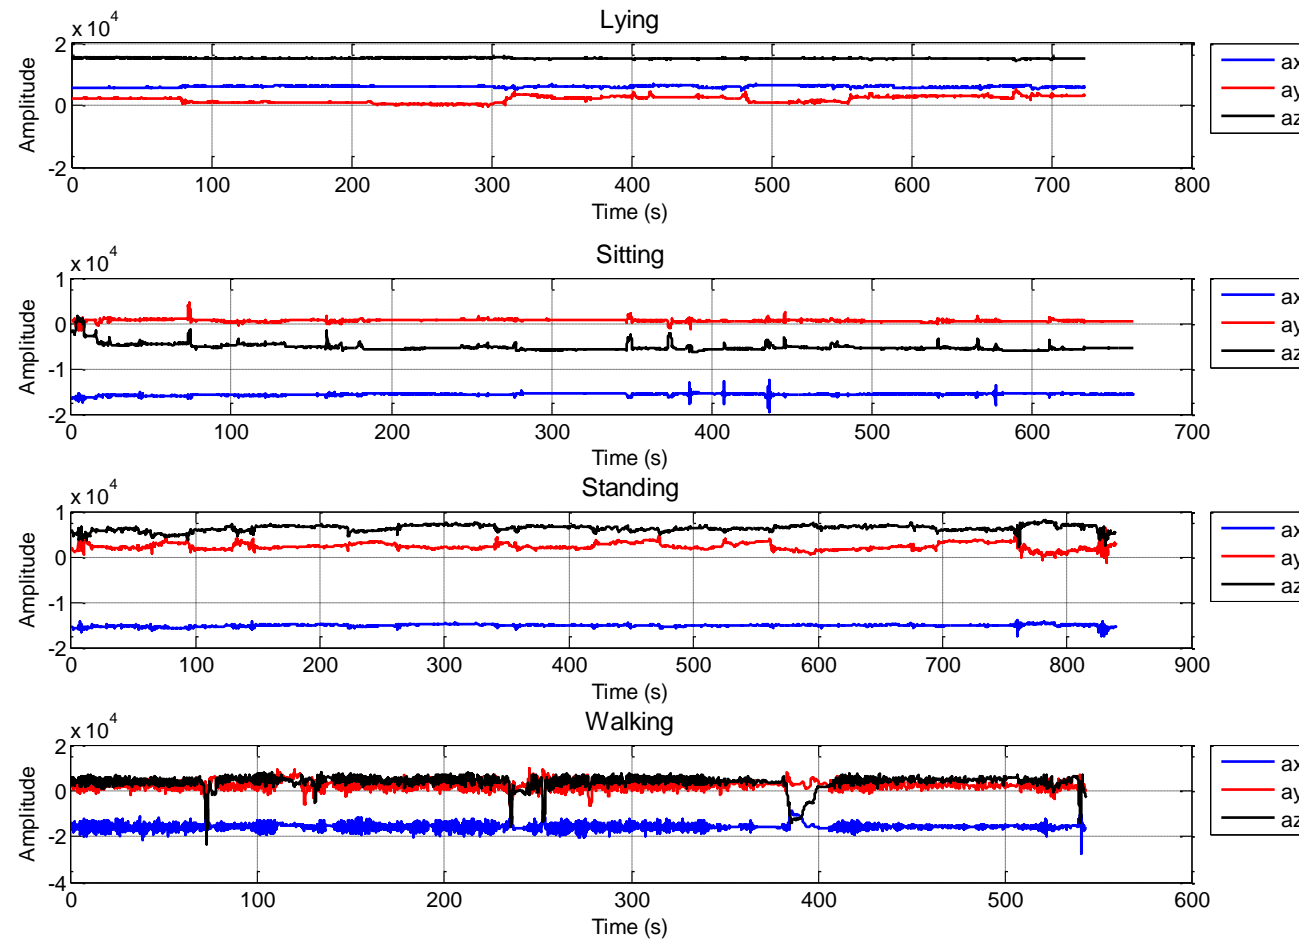 Lying
x 10^4
2
0
-2
Amplitude
0 100 200 300 400 500 600 700 800
Time (s)
ax
ay
az
Sitting
x 10^4
1
0
-1
-2
Amplitude
0 100 200 300 400 500 600 700
Time (s)
ax
ay
az
Standing
x 10^4
1
0
-1
-2
Amplitude
0 100 200 300 400 500 600 700 800 900
Time (s)
ax
ay
az
Walking
x 10^4
2
0
-2
-4
Amplitude
0 100 200 300 400 500 600
Time (s)
ax
ay
az